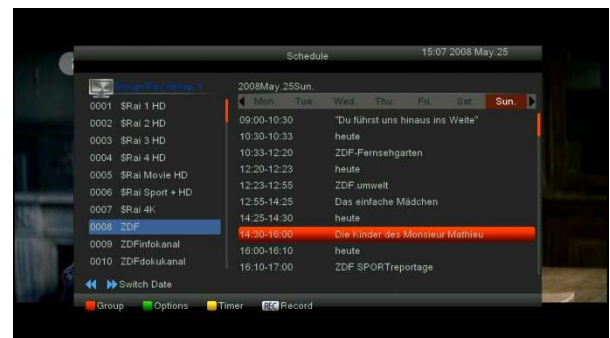 Schedule
15:07 2008 May.25
2008May.25Sun.
Mon. Tue. Wed. Thu. Fri. Sat. Sun.
0001 $Rai 1 HD
0002 $Rai 2 HD
0003 $Rai 3 HD
0004 $Rai 4 HD
0005 $Rai Movie HD
0006 $Rai Sport + HD
0007 $Rai 4K
0008 ZDF
0009 ZDFinfokanal
0010 ZDFdokukanal
09:00-10:30 "Du führst uns hinaus ins Weite"
10:30-10:33 heute
10:33-12:20 ZDF-Fernsehgarten
12:20-12:23 heute
12:23-12:55 ZDF.umwelt
12:55-14:25 Das einfache Mädchen
14:25-14:30 heute
14:30-16:00 Die Kinder des Monsieur Mathieu
16:00-16:10 heute
16:10-17:00 ZDF SPORTreportage
Switch Date
Group Options Timer REC Record